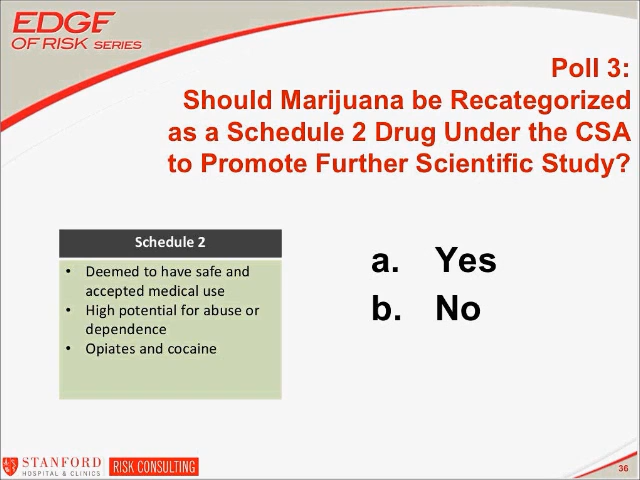 EDGE
OF RISK SERIES
Poll 3:
Should Marijuana be Recategorized
as a Schedule 2 Drug Under the CSA
to Promote Further Scientific Study?
Schedule 2
• Deemed to have safe and
accepted medical use
• High potential for abuse or
dependence
• Opiates and cocaine
a. Yes
b. No
STANFORD
HOSPITAL & CLINICS
RISK CONSULTING
36